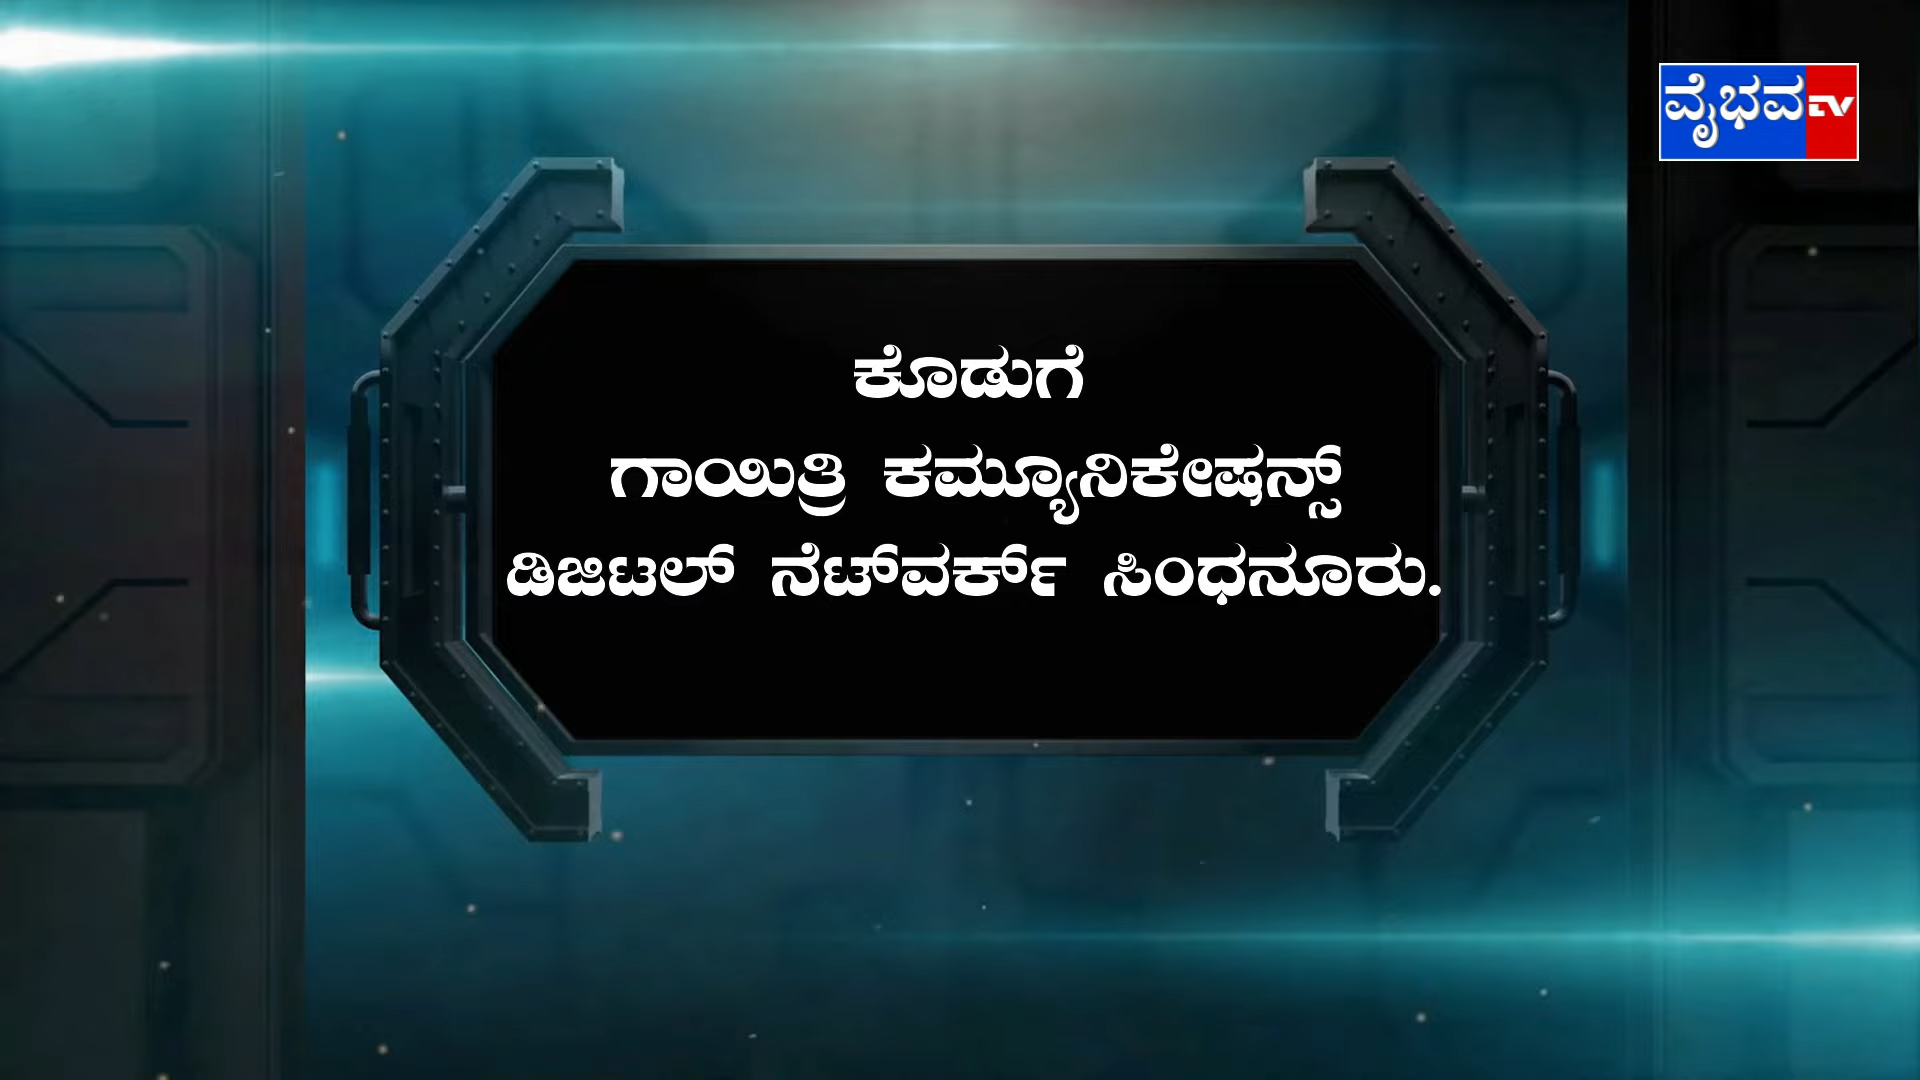 ವೈಭವ tv
ಕೊಡುಗೆ
ಗಾಯಿತ್ರಿ ಕಮ್ಯೂನಿಕೇಷನ್ಸ್
ಡಿಜಿಟಲ್ ನೆಟ್‌ವರ್ಕ್ ಸಿಂಧನೂರು.